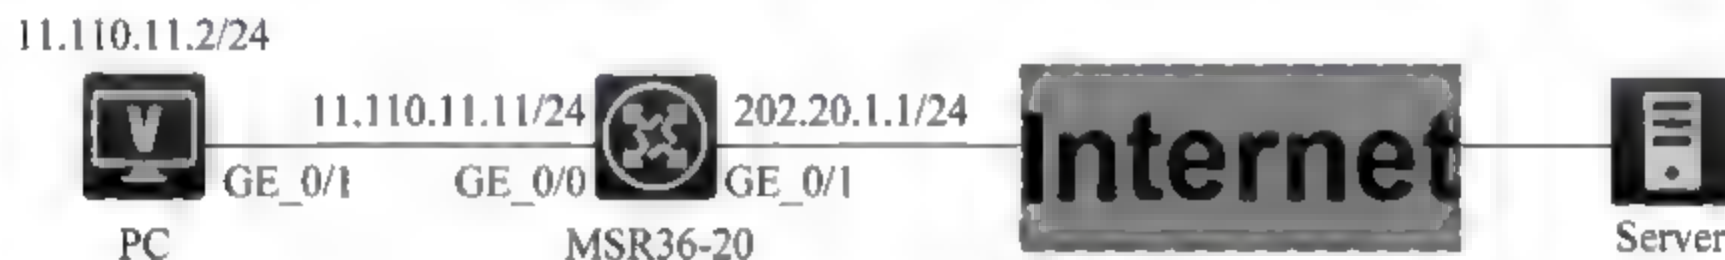 11.110.11.2/24
V
11.110.11.11/24
202.20.1.1/24
Internet
GE_0/1
GE_0/0
GE_0/1
PC
MSR36-20
Server